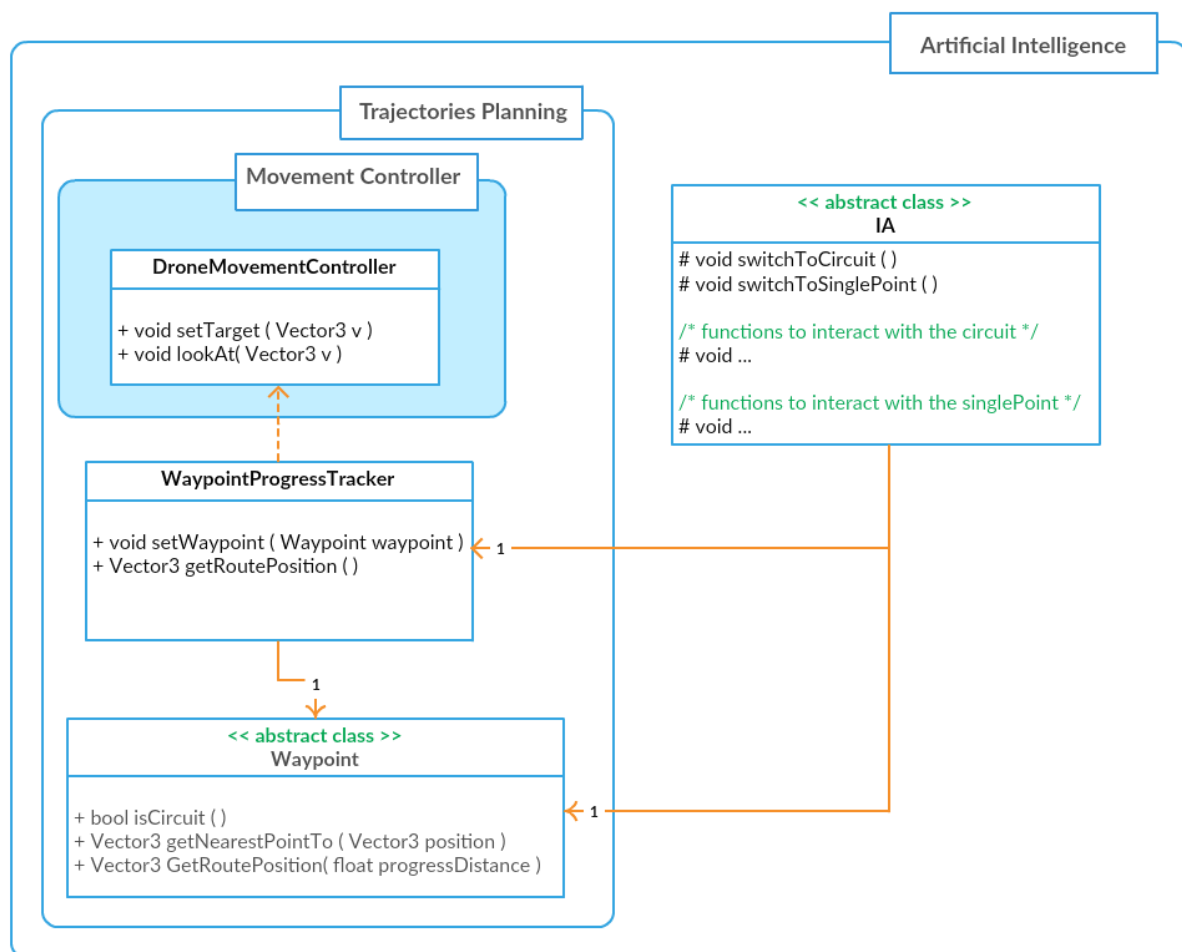 Artificial Intelligence
Trajectories Planning
Movement Controller
DroneMovementController
+ void setTarget ( Vector3 v )
+ void lookAt( Vector3 v )
<< abstract class >>
IA
# void switchToCircuit ( )
# void switchToSinglePoint ( )
/* functions to interact with the circuit */
# void ...
/* functions to interact with the singlePoint */
# void ...
WaypointProgressTracker
+ void setWaypoint ( Waypoint waypoint )
+ Vector3 getRoutePosition ( )
1
1
<< abstract class >>
Waypoint
+ bool isCircuit ( )
+ Vector3 getNearestPointTo ( Vector3 position )
+ Vector3 GetRoutePosition( float progressDistance )
1